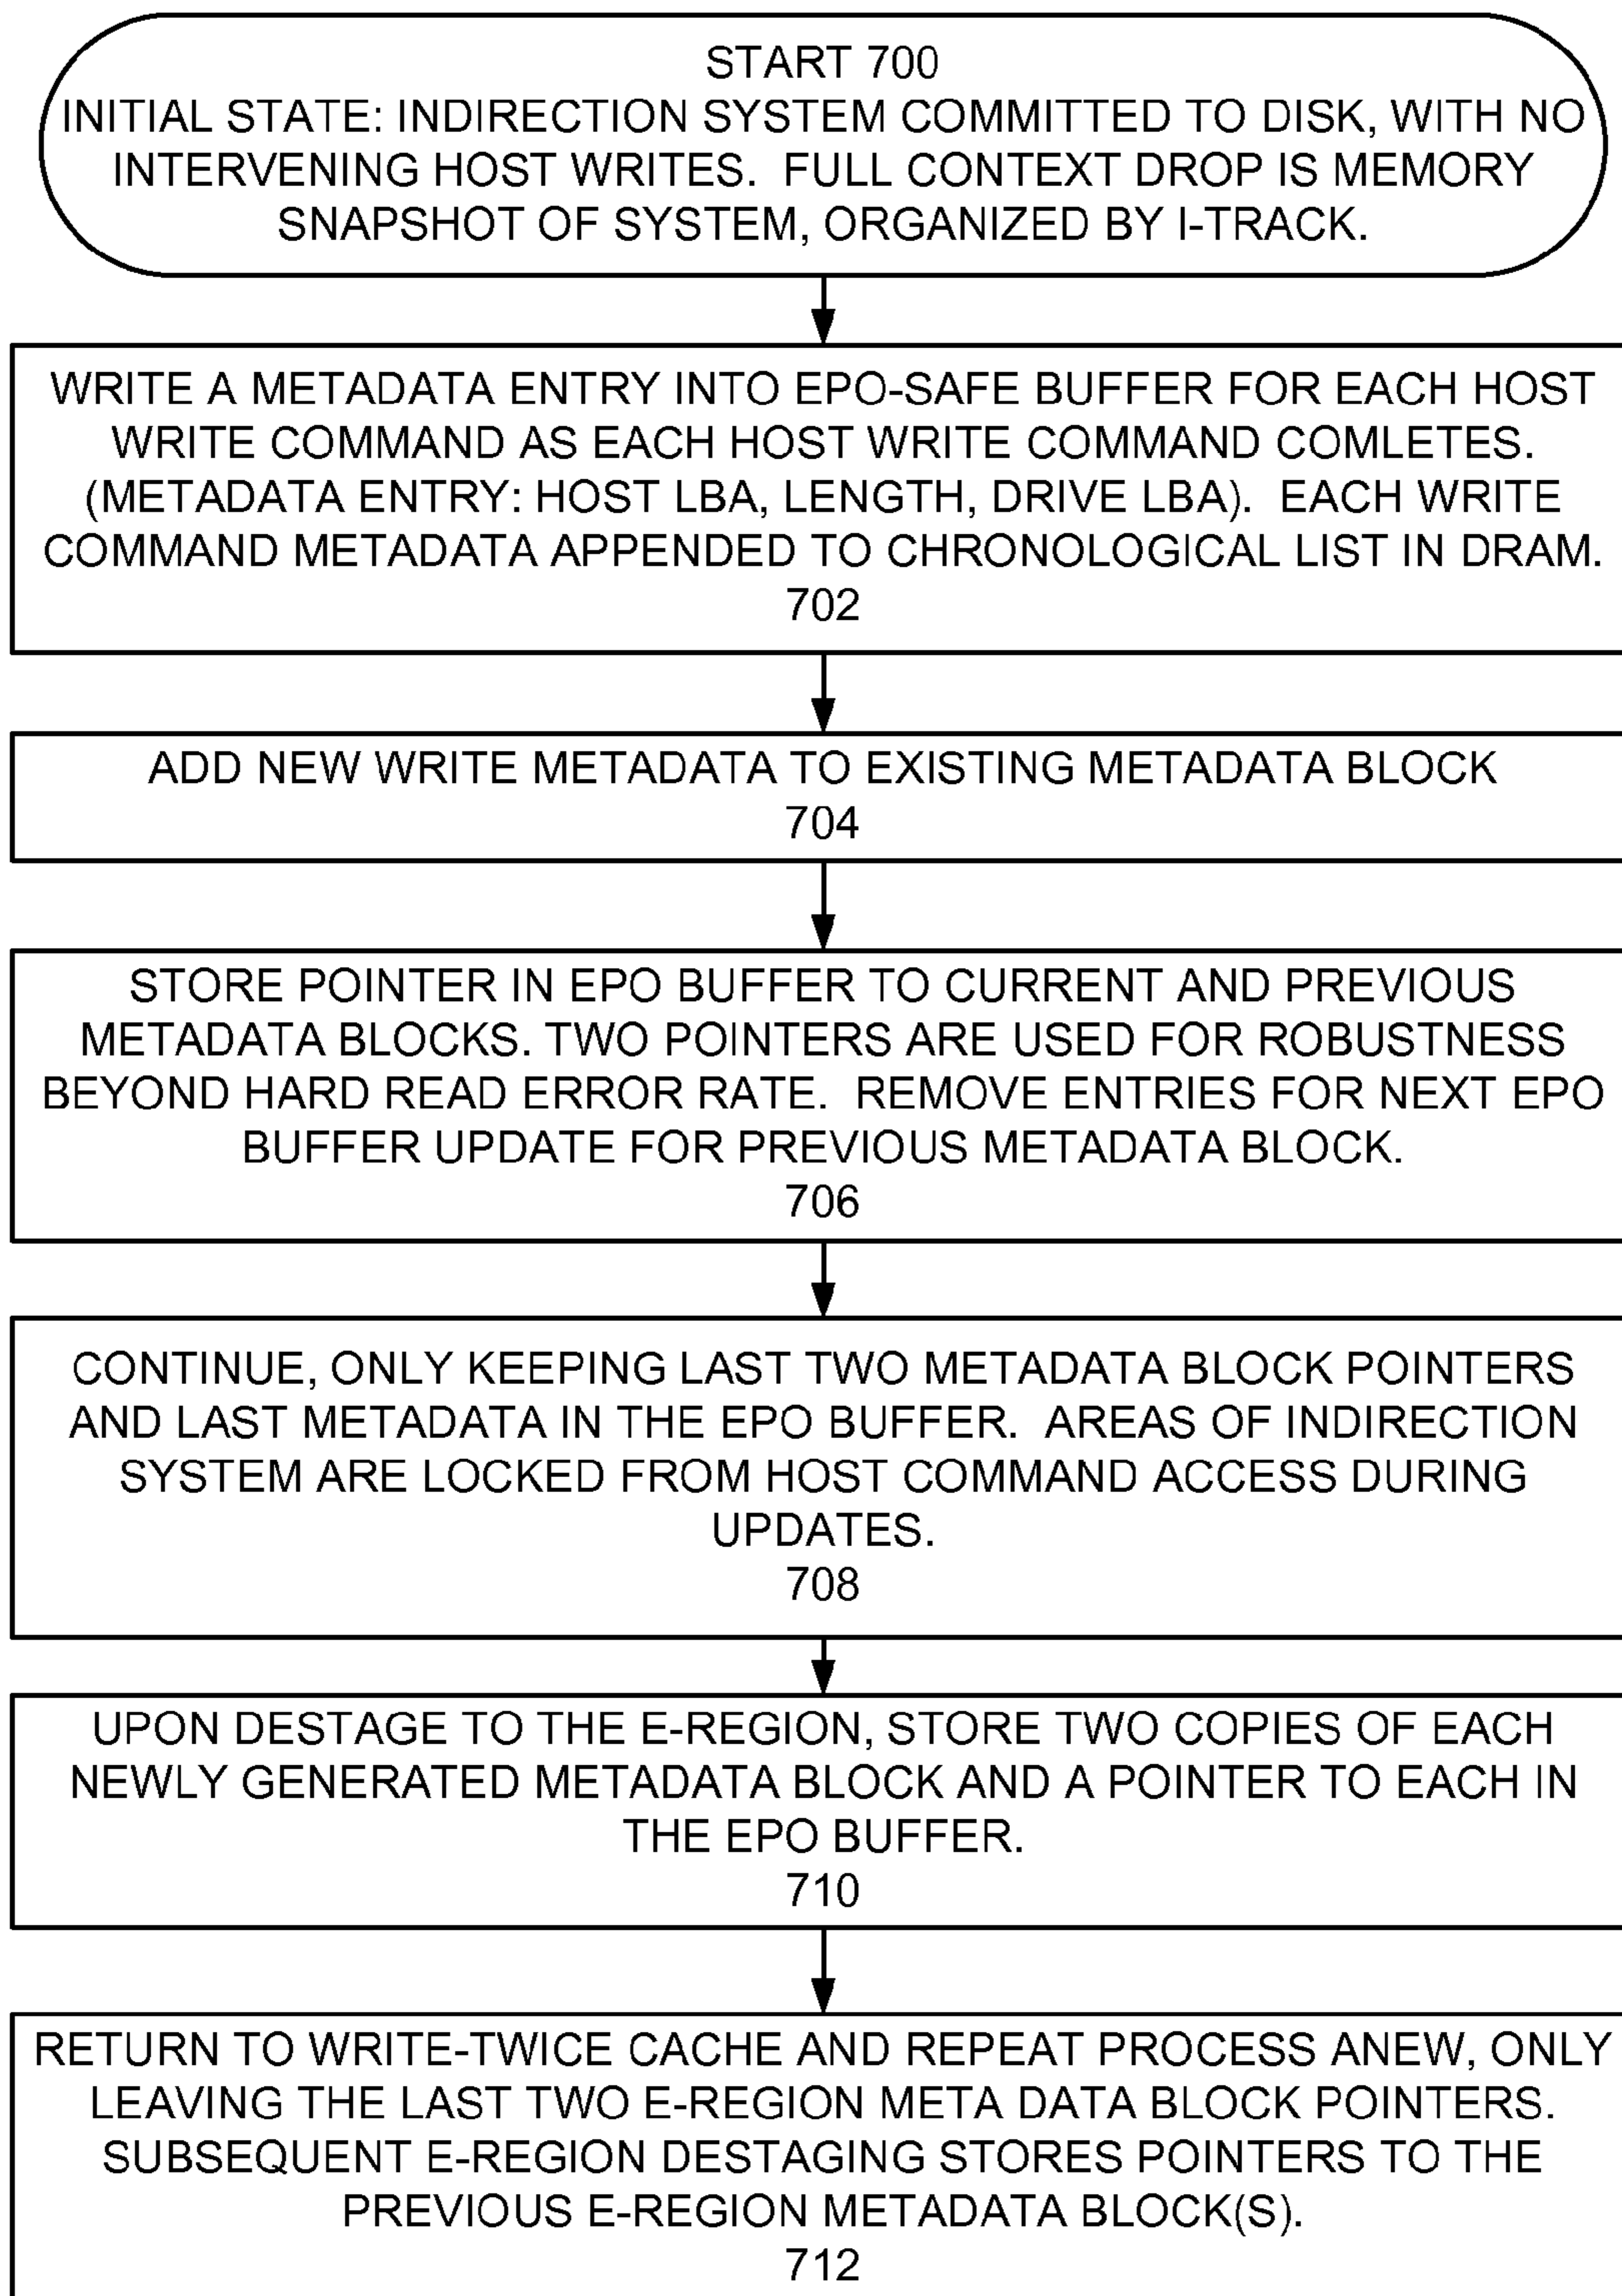 START 700
INITIAL STATE: INDIRECTION SYSTEM COMMITTED TO DISK, WITH NO
INTERVENING HOST WRITES. FULL CONTEXT DROP IS MEMORY
SNAPSHOT OF SYSTEM, ORGANIZED BY I-TRACK.
WRITE A METADATA ENTRY INTO EPO-SAFE BUFFER FOR EACH HOST
WRITE COMMAND AS EACH HOST WRITE COMMAND COMLETES.
(METADATA ENTRY: HOST LBA, LENGTH, DRIVE LBA). EACH WRITE
COMMAND METADATA APPENDED TO CHRONOLOGICAL LIST IN DRAM.
702
ADD NEW WRITE METADATA TO EXISTING METADATA BLOCK
704
STORE POINTER IN EPO BUFFER TO CURRENT AND PREVIOUS
METADATA BLOCKS. TWO POINTERS ARE USED FOR ROBUSTNESS
BEYOND HARD READ ERROR RATE. REMOVE ENTRIES FOR NEXT EPO
BUFFER UPDATE FOR PREVIOUS METADATA BLOCK.
706
CONTINUE, ONLY KEEPING LAST TWO METADATA BLOCK POINTERS
AND LAST METADATA IN THE EPO BUFFER. AREAS OF INDIRECTION
SYSTEM ARE LOCKED FROM HOST COMMAND ACCESS DURING
UPDATES.
708
UPON DESTAGE TO THE E-REGION, STORE TWO COPIES OF EACH
NEWLY GENERATED METADATA BLOCK AND A POINTER TO EACH IN
THE EPO BUFFER.
710
RETURN TO WRITE-TWICE CACHE AND REPEAT PROCESS ANEW, ONLY
LEAVING THE LAST TWO E-REGION META DATA BLOCK POINTERS.
SUBSEQUENT E-REGION DESTAGING STORES POINTERS TO THE
PREVIOUS E-REGION METADATA BLOCK(S).
712